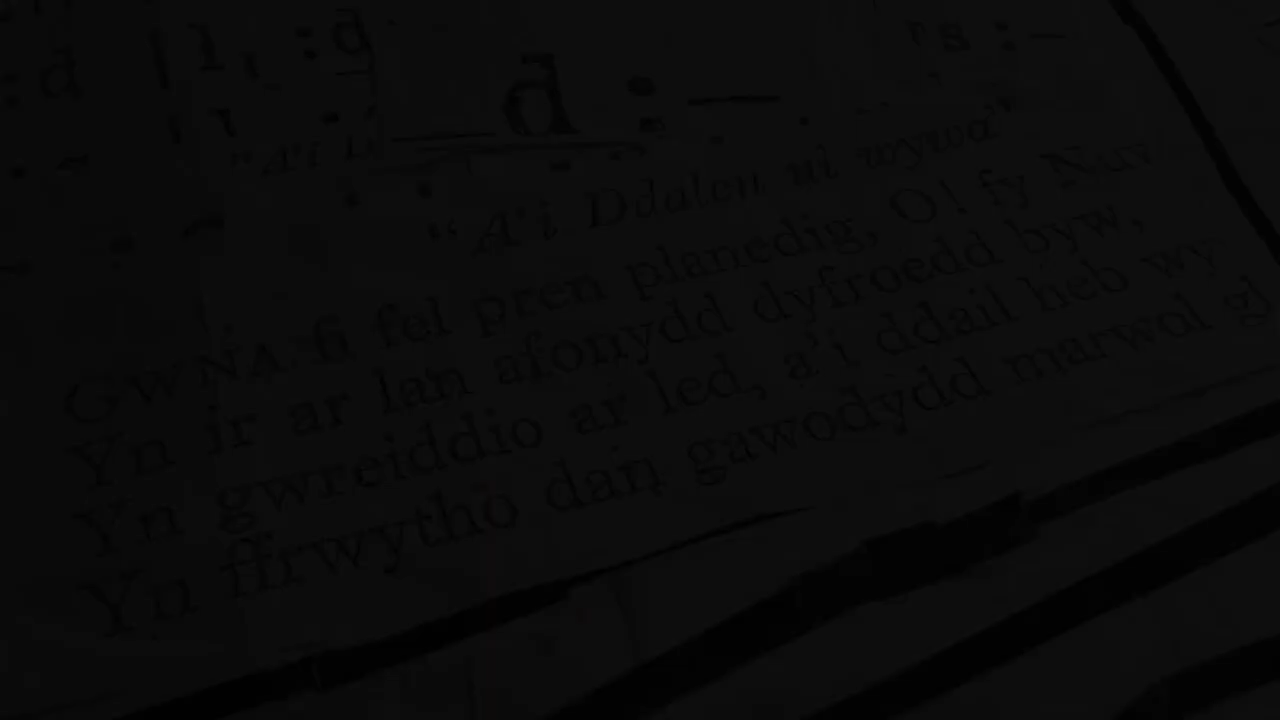 :d | l, :d
d :—
rs :—
"A'i D
"A'i Ddalen ni wywa"
GWNA fi fel pren planedig, O! fy
Yn ir ar lan afonydd dyfroedd byw,
Yn gwreiddio ar led, a'i ddail heb wy
Yn ffrwytho dan gawodydd marwol gl